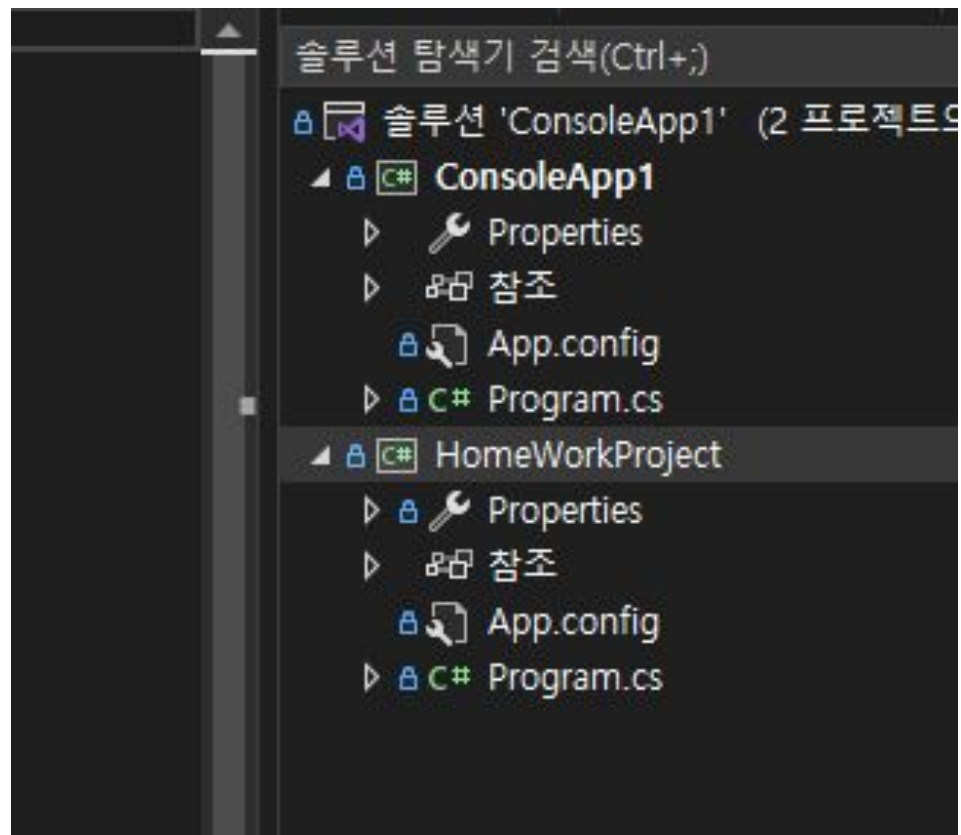 솔루션 탐색기 검색(Ctrl+;)
솔루션 'ConsoleApp1' (2 프로젝트으
C# ConsoleApp1
Properties
참조
App.config
C# Program.cs
C# HomeWorkProject
Properties
참조
App.config
C# Program.cs